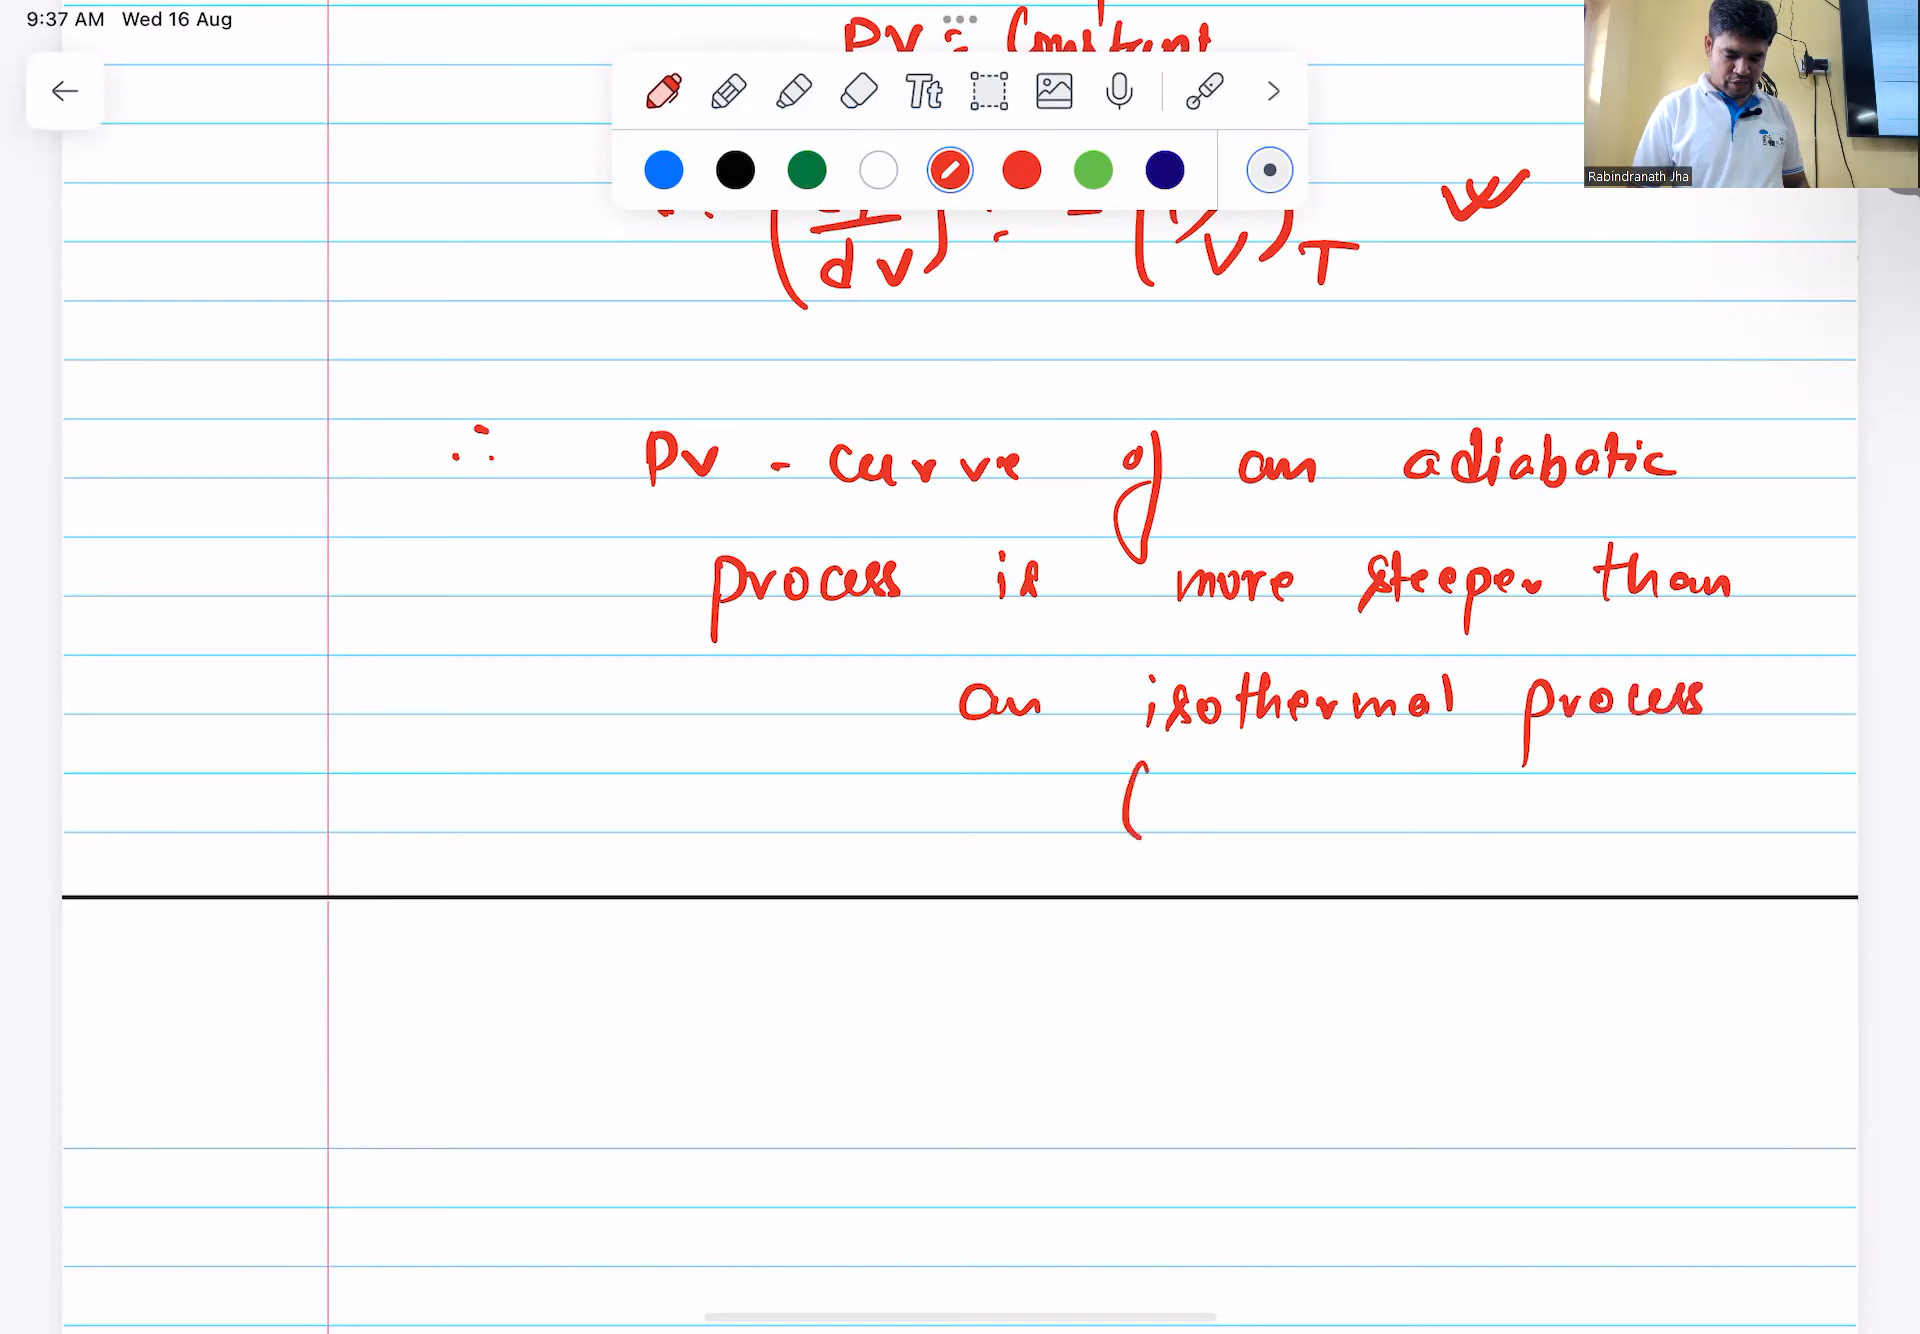 9:37 AM Wed 16 Aug
PV = Constant
Tt
Rabindranath Jha
dV V T
∴ PV - curve of an adiabatic
process is more steeper than
an isothermal process
(